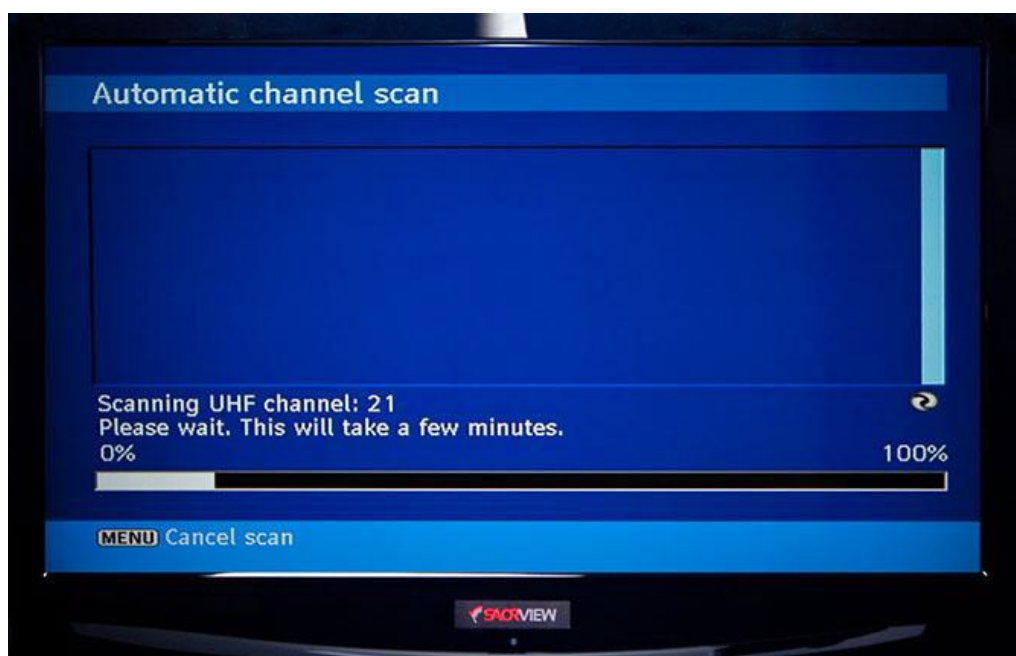 Automatic channel scan
Scanning UHF channel: 21
Please wait. This will take a few minutes.
0% 100%
MENU Cancel scan
SAORVIEW